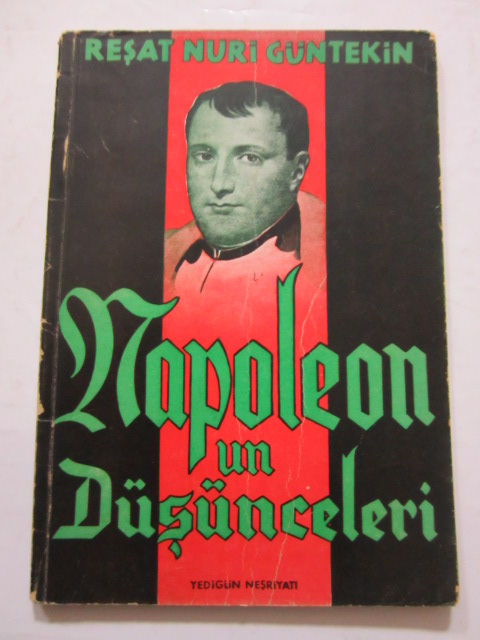 REŞAT NURİ GÜNTEKİN
Napoleon
un
Düşünceleri
YEDİGÜN NEŞRİYATI